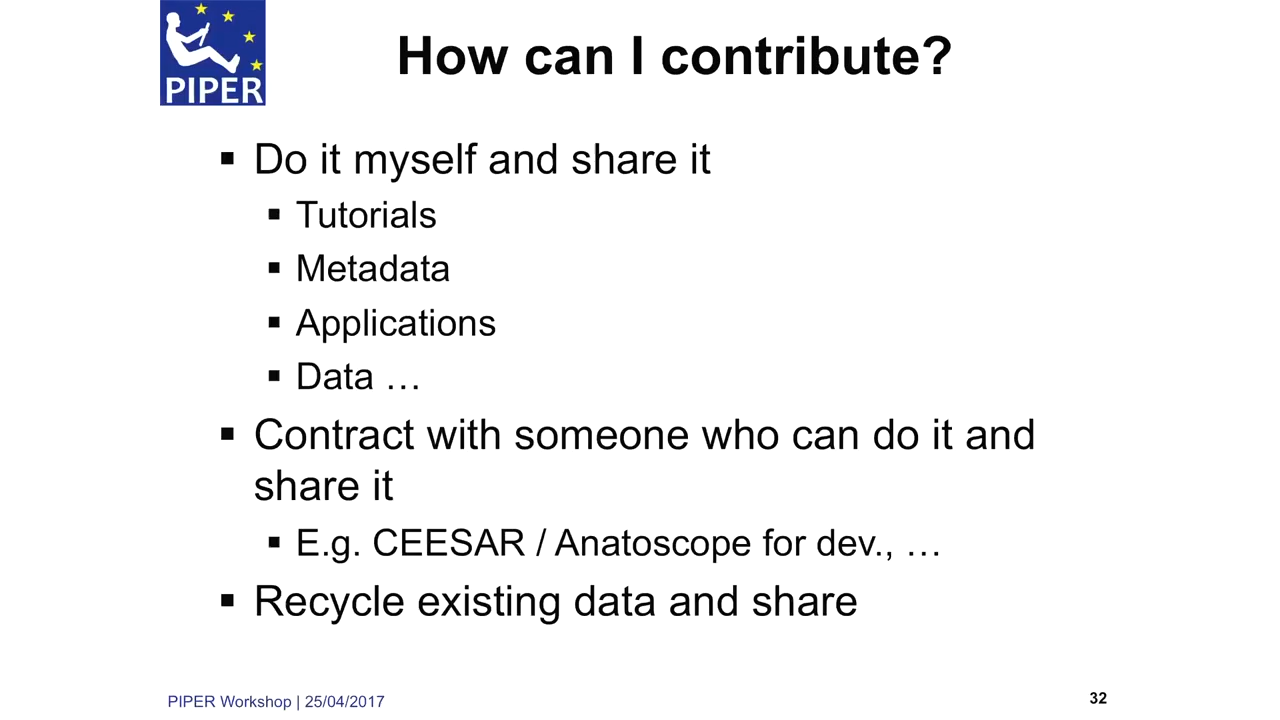 PIPER
How can I contribute?
▪ Do it myself and share it
▪ Tutorials
▪ Metadata
▪ Applications
▪ Data …
▪ Contract with someone who can do it and
share it
▪ E.g. CEESAR / Anatoscope for dev., …
▪ Recycle existing data and share
PIPER Workshop | 25/04/2017
32